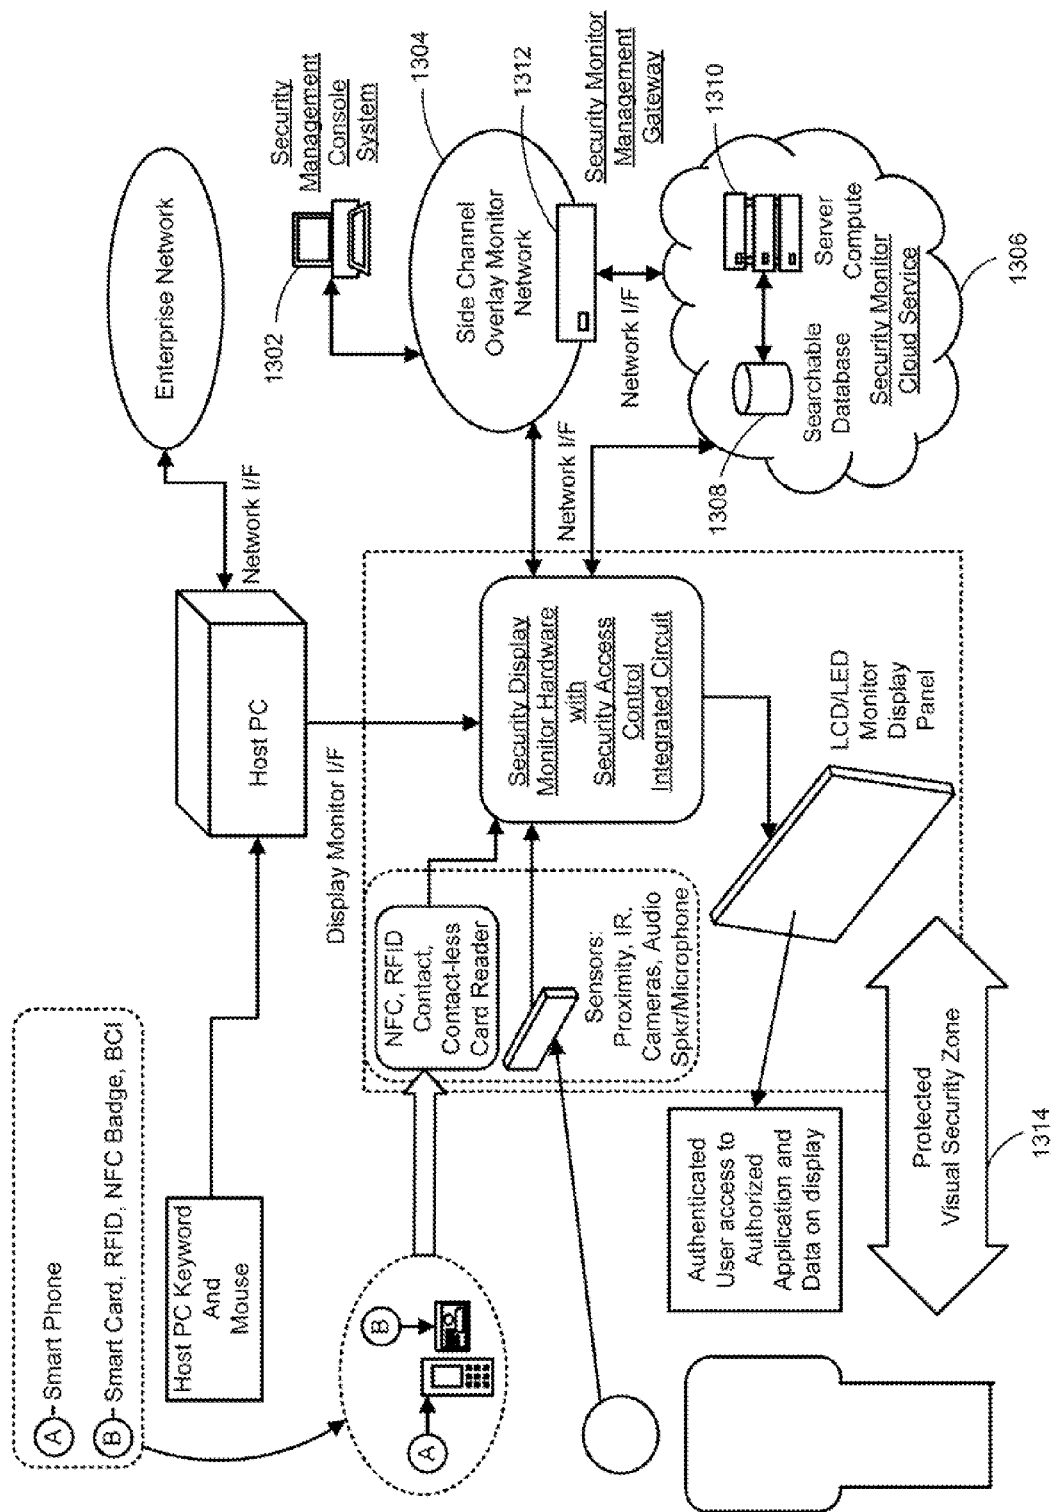 A
Smart Phone
B
Smart Card, RFID, NFC Badge, BCI
Host PC Keyword
And
Mouse
A
B
Host PC
Network I/F
Enterprise Network
Display Monitor I/F
NFC, RFID
Contact,
Contact-less
Card Reader
Sensors:
Proximity, IR,
Cameras, Audio
Spkr/Microphone
Security Display
Monitor Hardware
with
Security Access
Control
Integrated Circuit
LCD/LED
Monitor
Display
Panel
Authenticated
User access to
Authorized
Application and
Data on display
Protected
Visual Security Zone
1314
1302
Security
Management
Console
System
1304
Side Channel
Overlay Monitor
Network
1312
Security Monitor
Management
Gateway
Network I/F
Network I/F
1308
Searchable
Database
1310
Server
Compute
Security Monitor
Cloud Service
1306